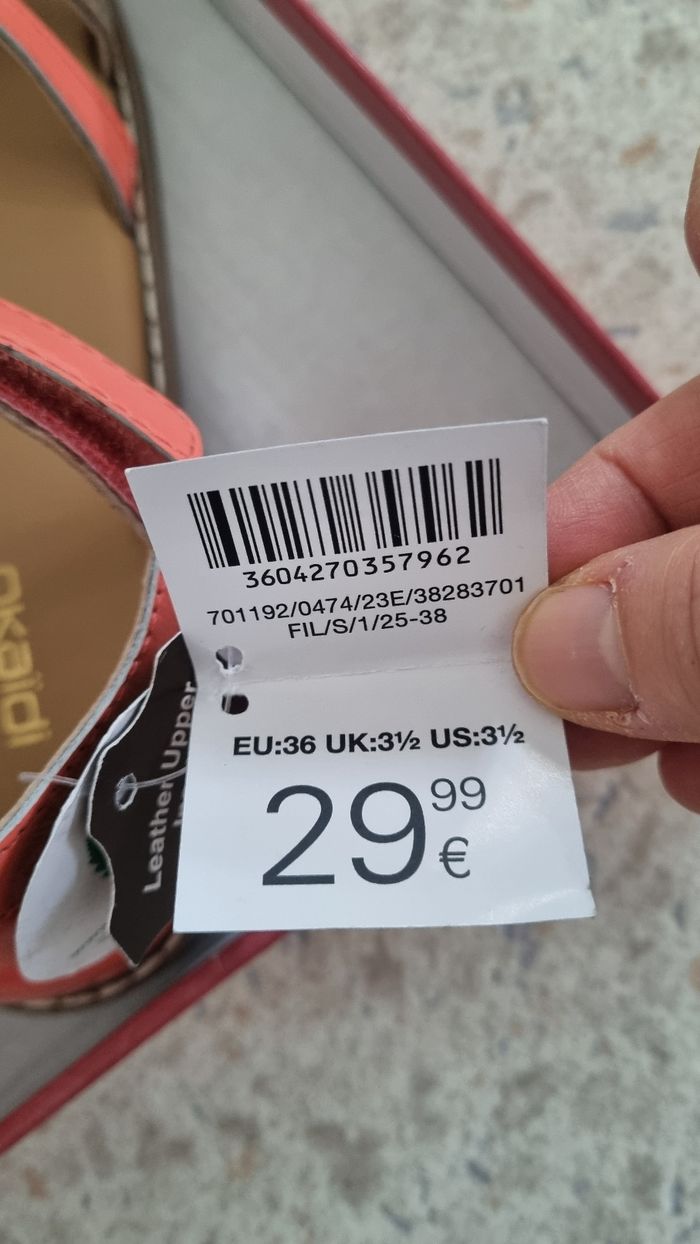 3604270357962
701192/0474/23E/38283701
FIL/S/1/25-38
EU:36 UK:3½ US:3½
29 99 €
Leather Upper
okaïdi